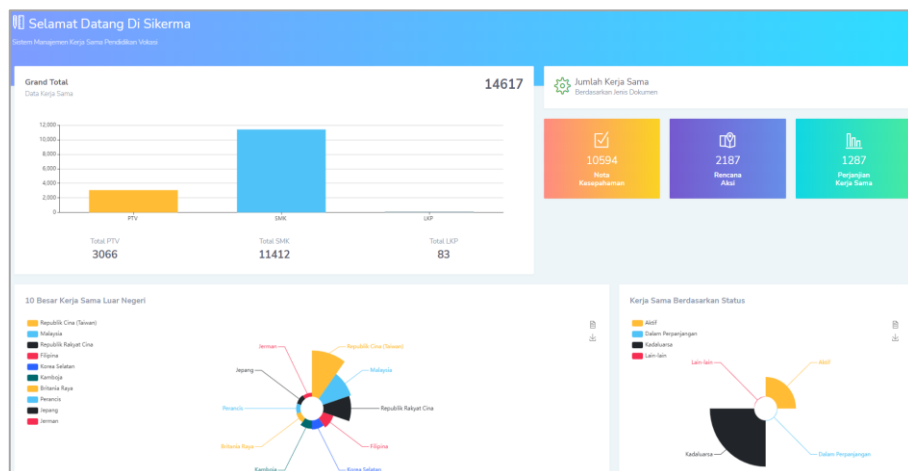 Selamat Datang Di Sikerma
Sistem Manajemen Kerja Sama Pendidikan Vokasi
Grand Total
14617
Data Kerja Sama
12,000
10,000
8,000
6,000
4,000
2,000
0
PTV
SMK
LKP
Total PTV
Total SMK
Total LKP
3066
11412
83
Jumlah Kerja Sama
Berdasarkan Jenis Dokumen
10594
Nota
Kasepahaman
2187
Rencana
Aksi
1287
Perjanjian
Kerja Sama
10 Besar Kerja Sama Luar Negeri
Republik Cina (Taiwan)
Malaysia
Republik Rakyat Cina
Filipina
Korea Selatan
Kamboja
Britania Raya
Perancis
Jepang
Jerman
Jerman
Republik Cina (Taiwan)
Jepang
Malaysia
Perancis
Republik Rakyat Cina
Britania Raya
Filipina
Kamboja
Korea Selatan
Kerja Sama Berdasarkan Status
Aktif
Dalam Perpanjangan
Kadaluarsa
Lain-lain
Lain-lain
Aktif
Kadaluarsa
Dalam Perpanjangan